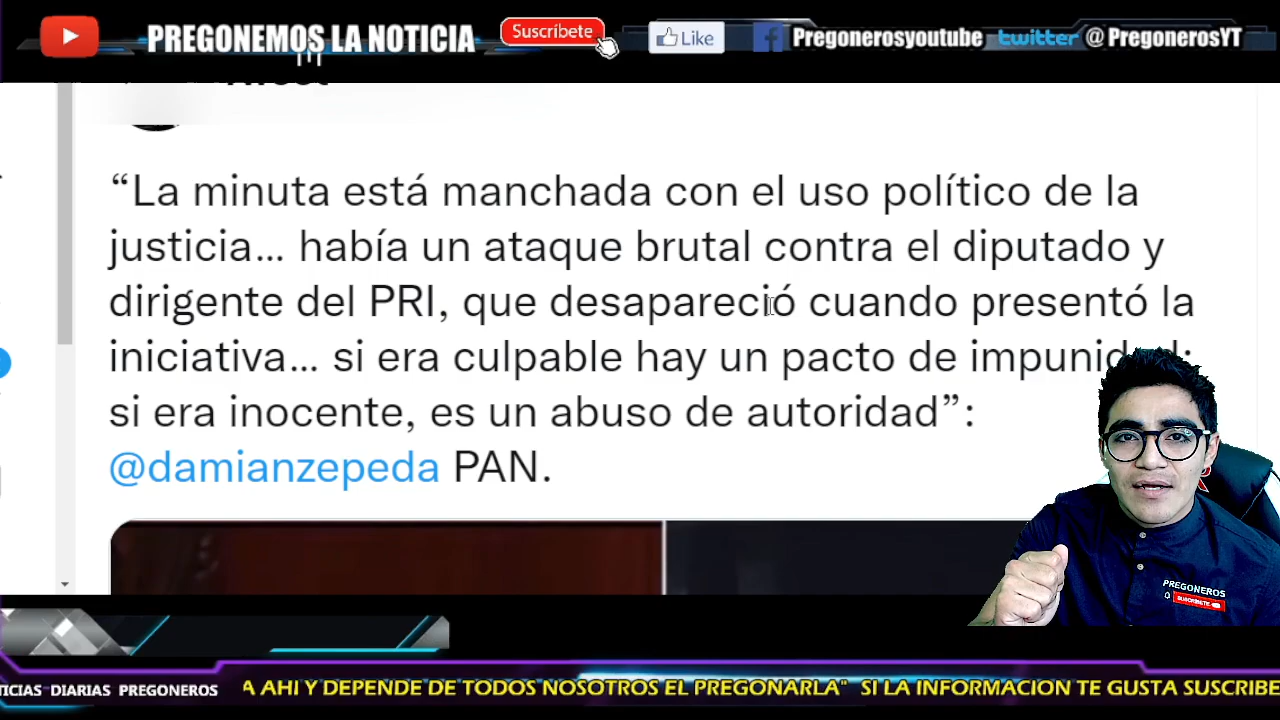 PREGONEMOS LA NOTICIA
Suscríbete
Like
Pregonerosyoutube
twitter @PregonerosYT
“La minuta está manchada con el uso político de la
justicia... había un ataque brutal contra el diputado y
dirigente del PRI, que desapareció cuando presentó la
iniciativa... si era culpable hay un pacto de
si era inocente, es un abuso de autoridad”:
@damianzepeda PAN.
PREGONEROS
SUSCRIBETE
TICIAS DIARIAS PREGONEROS
A AHI Y DEPENDE DE TODOS NOSOTROS EL PREGONARLA" SI LA INFORMACION TE GUSTA SUSCRIBE